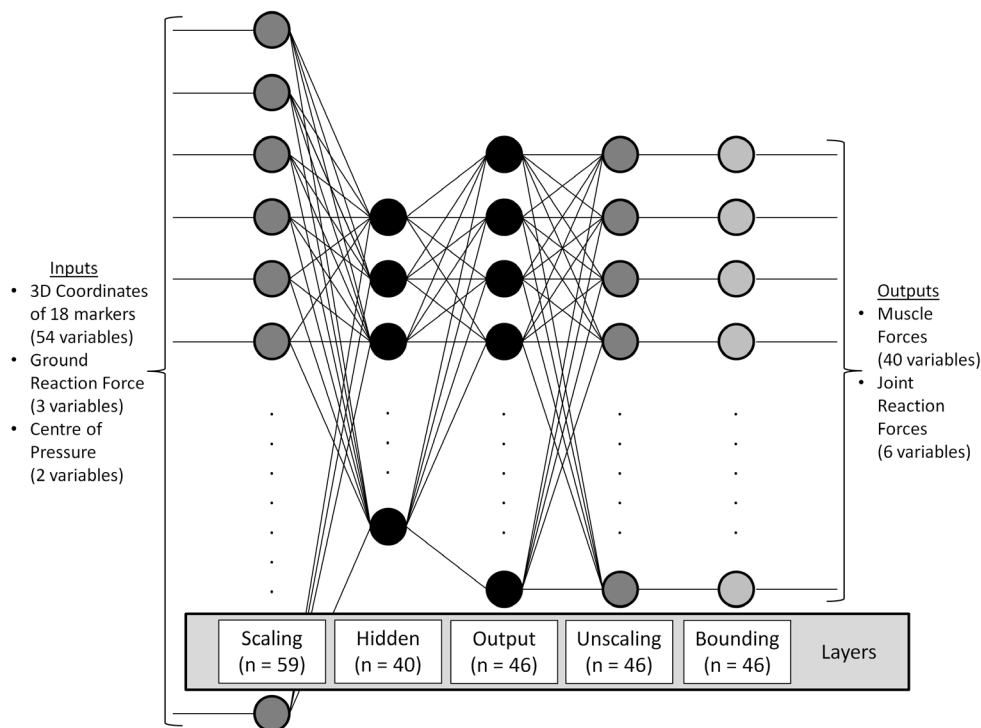 Inputs
• 3D Coordinates
of 18 markers
(54 variables)
• Ground
Reaction Force
(3 variables)
• Centre of
Pressure
(2 variables)
Outputs
• Muscle
Forces
(40 variables)
• Joint
Reaction
Forces
(6 variables)
Scaling
(n = 59)
Hidden
(n = 40)
Output
(n = 46)
Unscaling
(n = 46)
Bounding
(n = 46)
Layers